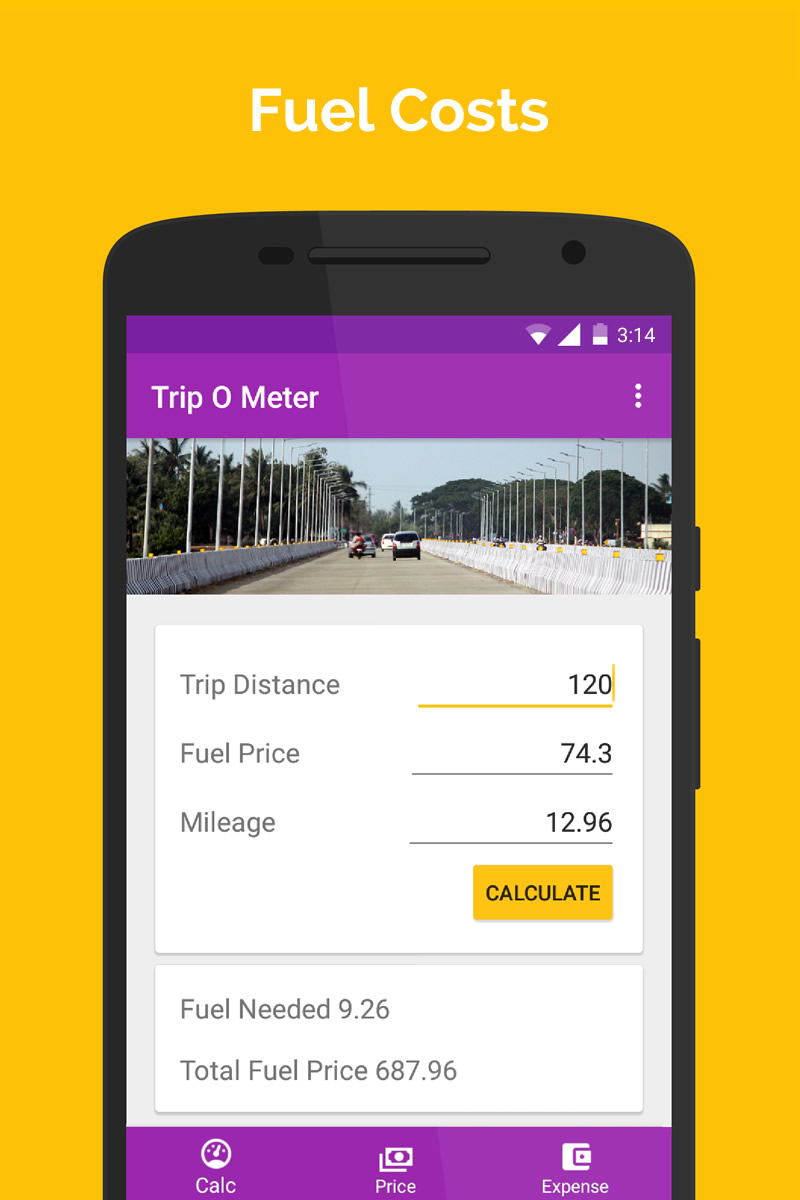 Fuel Costs
3:14
Trip O Meter
Trip Distance 120
Fuel Price 74.3
Mileage 12.96
CALCULATE
Fuel Needed 9.26
Total Fuel Price 687.96
Calc Price Expense